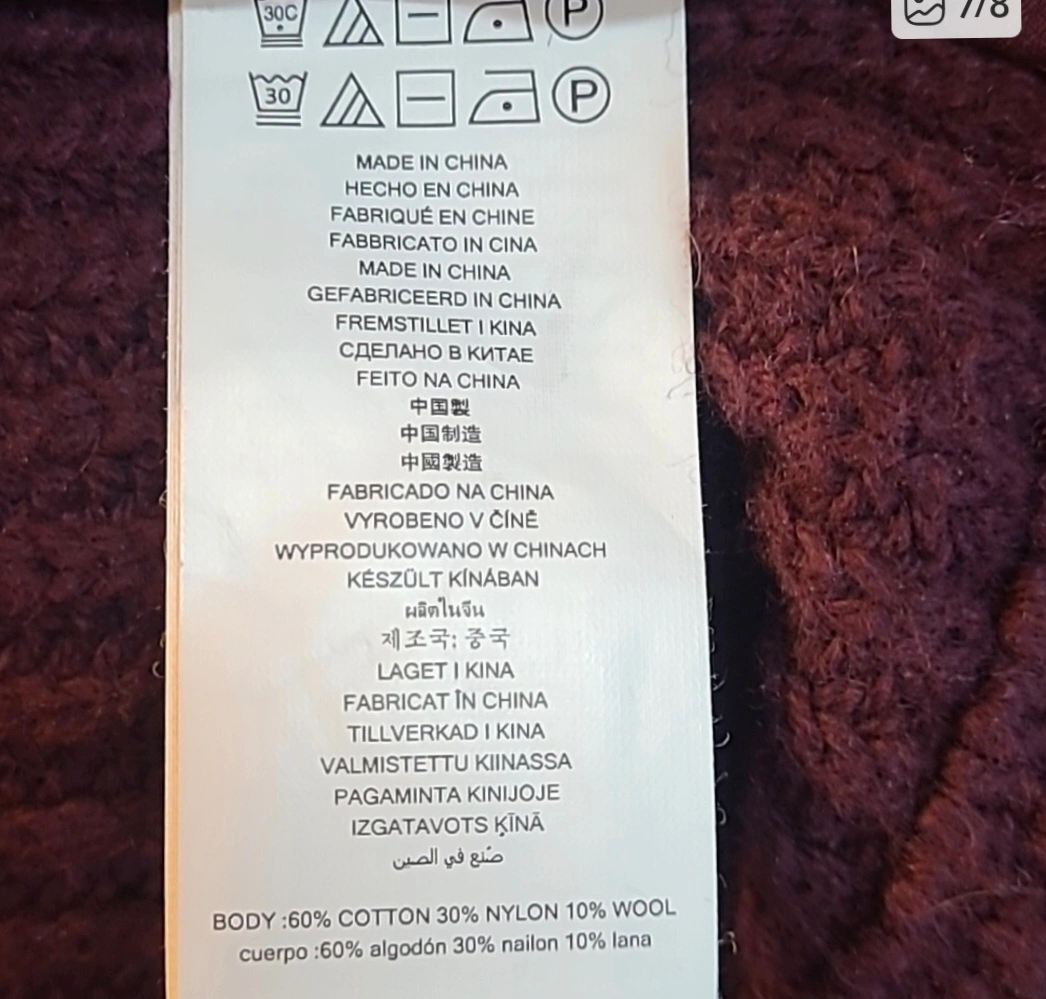 7/8
30C
P
30
P
MADE IN CHINA
HECHO EN CHINA
FABRIQUÉ EN CHINE
FABBRICATO IN CINA
MADE IN CHINA
GEFABRICEERD IN CHINA
FREMSTILLET I KINA
СДЕЛАНО В КИТАЕ
FEITO NA CHINA
中国製
中国制造
中國製造
FABRICADO NA CHINA
VYROBENO V ČÍNĚ
WYPRODUKOWANO W CHINACH
KÉSZÜLT KÍNÁBAN
ผลิตในจีน
제조국: 중국
LAGET I KINA
FABRICAT ÎN CHINA
TILLVERKAD I KINA
VALMISTETTU KIINASSA
PAGAMINTA KINIJOJE
IZGATAVOTS ĶĪNĀ
صُنع في الصين
BODY :60% COTTON 30% NYLON 10% WOOL
cuerpo :60% algodón 30% nailon 10% lana